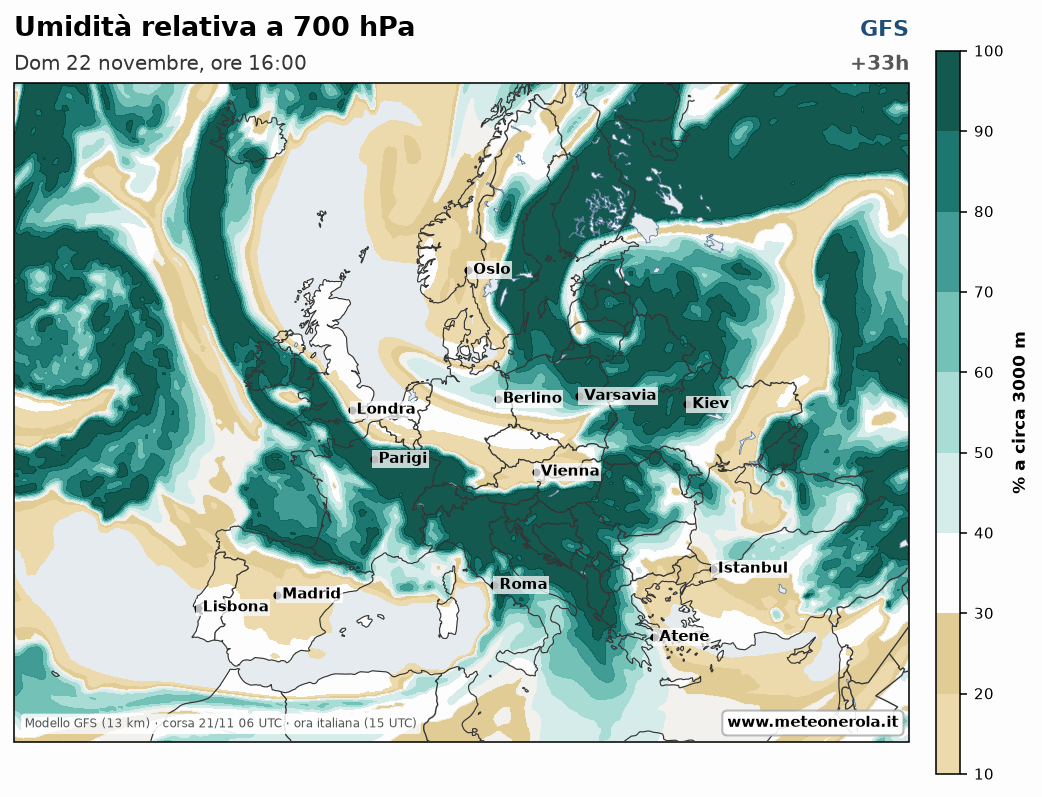 Umidità relativa a 700 hPa
GFS
Dom 22 novembre, ore 16:00
+33h
100
90
80
70
60
50
40
30
20
10
% a circa 3000 m
Oslo
Berlino
Varsavia
Kiev
Londra
Parigi
Vienna
Roma
Istanbul
Madrid
Lisbona
Atene
Modello GFS (13 km) · corsa 21/11 06 UTC · ora italiana (15 UTC)
www.meteonerola.it